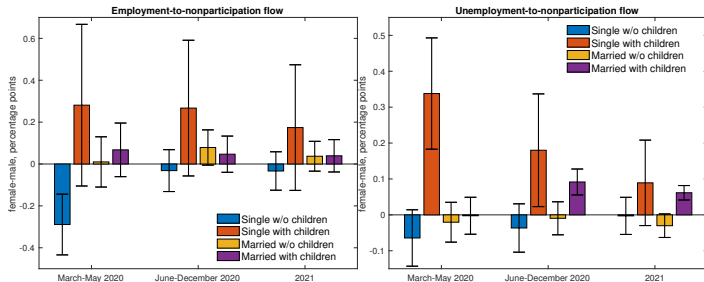 Employment-to-nonparticipation flow
female-male, percentage points
0.6
0.4
0.2
0
-0.2
-0.4
Single w/o children
Single with children
Married w/o children
Married with children
March-May 2020
June-December 2020
2021
Unemployment-to-nonparticipation flow
female-male, percentage points
0.5
0.4
0.3
0.2
0.1
0
-0.1
Single w/o children
Single with children
Married w/o children
Married with children
March-May 2020
June-December 2020
2021